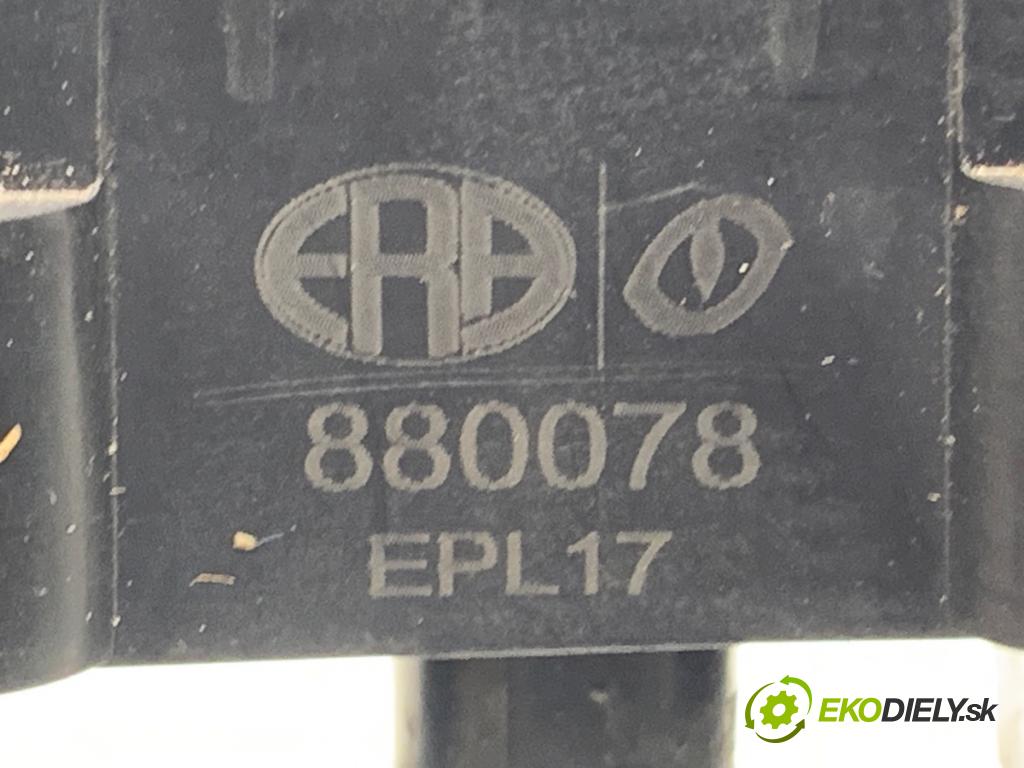 ERA
880078
EPL17
EKODIELY.sk